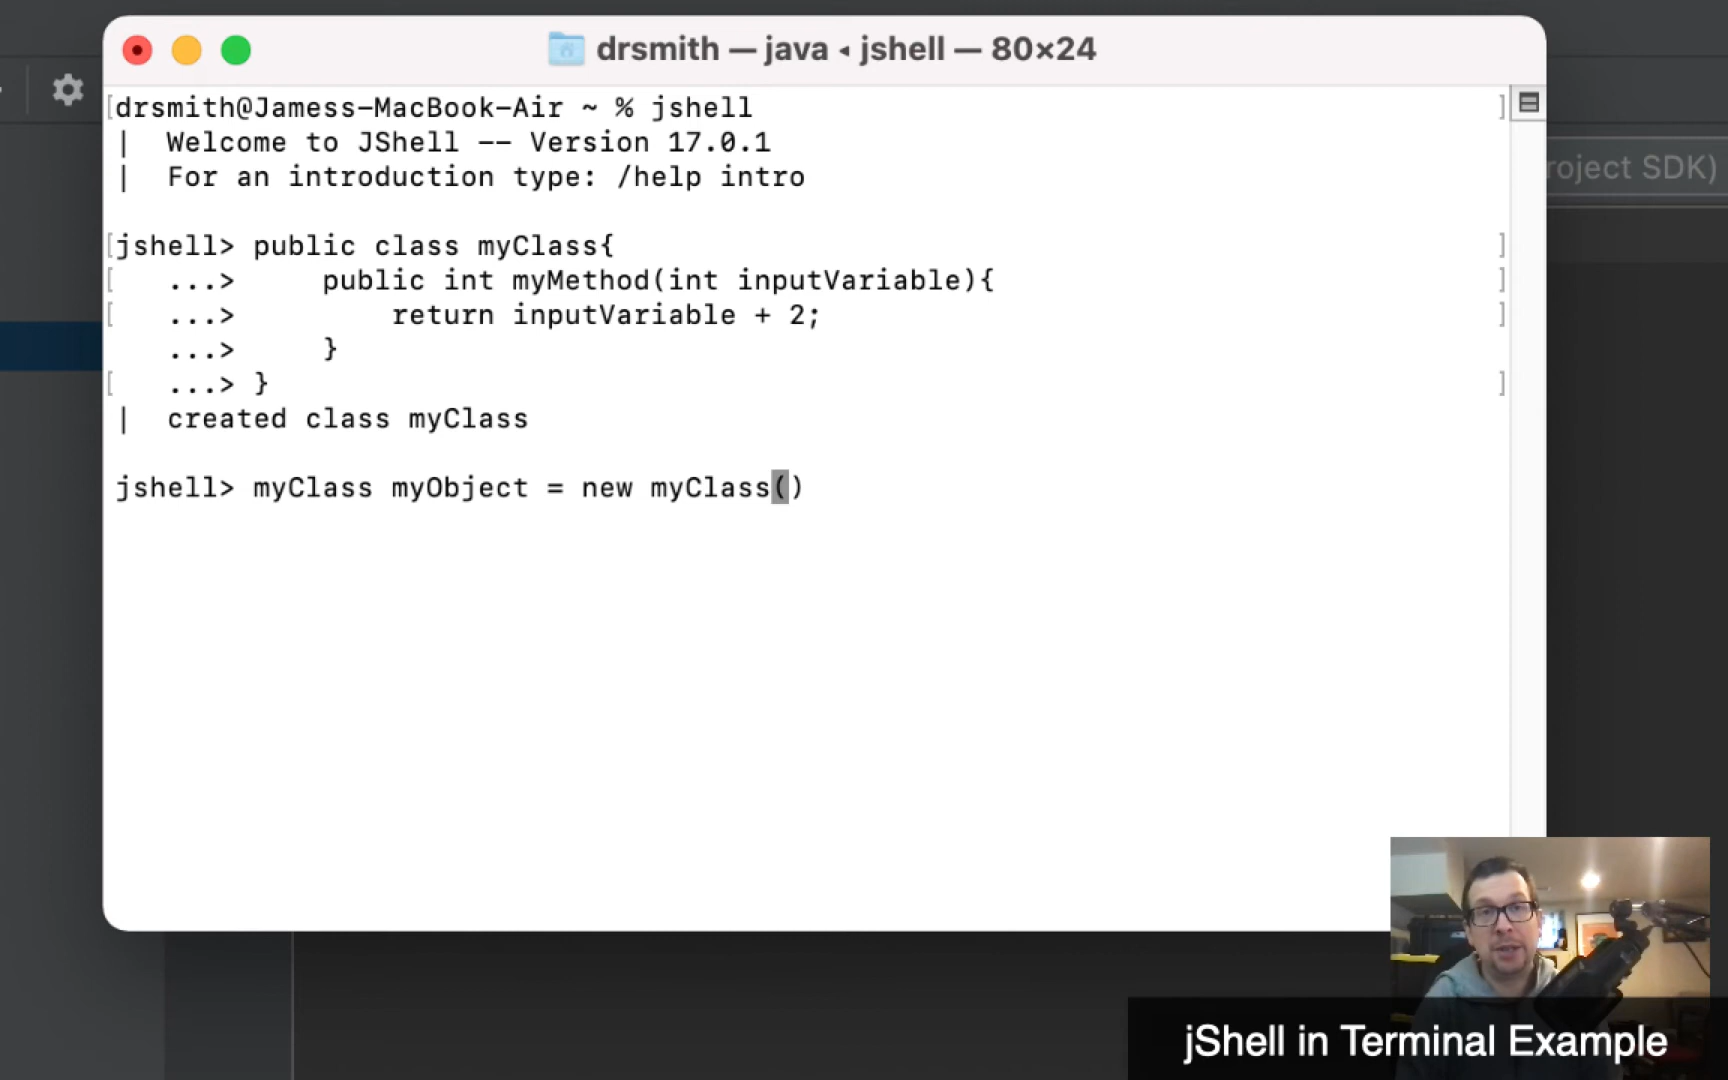 drsmith — java ◂ jshell — 80×24
[drsmith@Jamess-MacBook-Air ~ % jshell ]
|  Welcome to JShell -- Version 17.0.1
|  For an introduction type: /help intro
roject SDK)
[jshell> public class myClass{ ]
[   ...>     public int myMethod(int inputVariable){ ]
[   ...>         return inputVariable + 2; ]
   ...>     }
[   ...> } ]
|  created class myClass
jshell> myClass myObject = new myClass()
jShell in Terminal Example